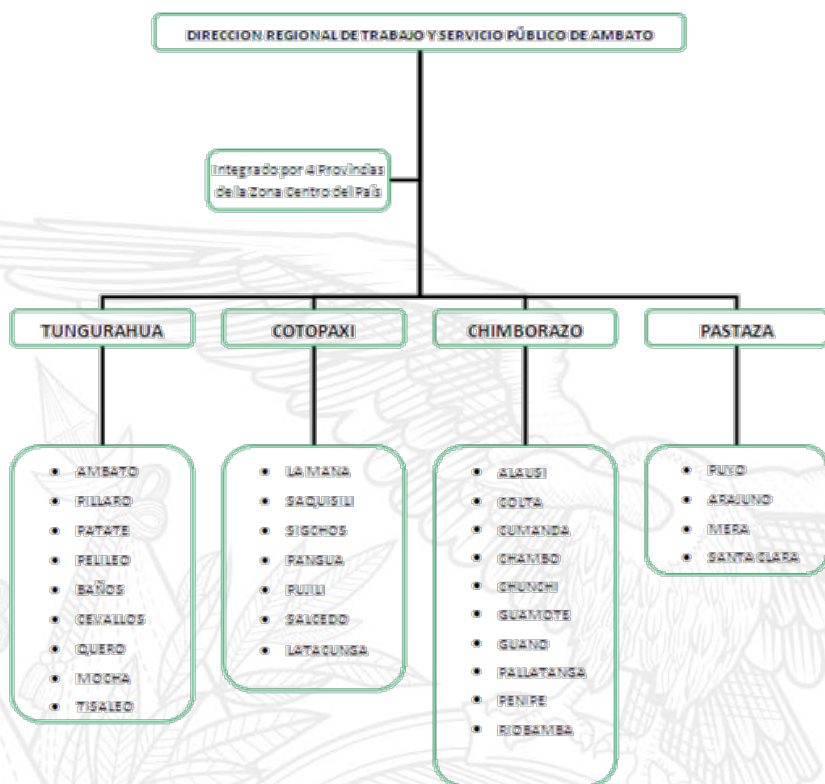 DIRECCION REGIONAL DE TRABAJO Y SERVICIO PÚBLICO DE AMBATO
Integrado por 4 Provincias
de la Zona Centro del País
TUNGURAHUA
COTOPAXI
CHIMBORAZO
PASTAZA
• AMBATO
• PILLARO
• PATATE
• PELILEO
• BAÑOS
• CEVALLOS
• QUERO
• MOCHA
• TISALEO
• LA MANA
• SAQUISILI
• SIGCHOS
• PANGUA
• PUJILI
• SALCEDO
• LATACUNGA
• ALAUSI
• COLTA
• CUMANDA
• CHAMBO
• CHUNCHI
• GUAMOTE
• GUANO
• PALLATANGA
• PENIPE
• RIOBAMBA
• PUYO
• ARAJUNO
• MERA
• SANTA CLARA